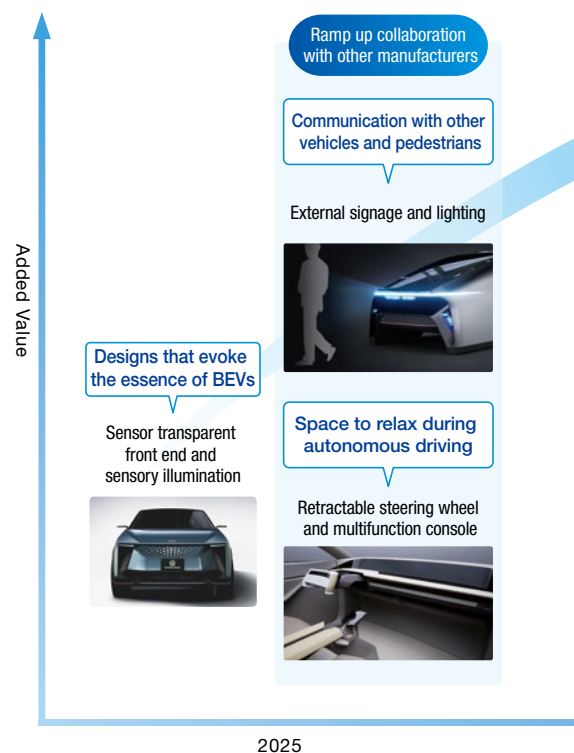 Ramp up collaboration
with other manufacturers
Communication with other
vehicles and pedestrians
External signage and lighting
Added Value
Designs that evoke
the essence of BEVs
Sensor transparent
front end and
sensory illumination
Space to relax during
autonomous driving
Retractable steering wheel
and multifunction console
2025